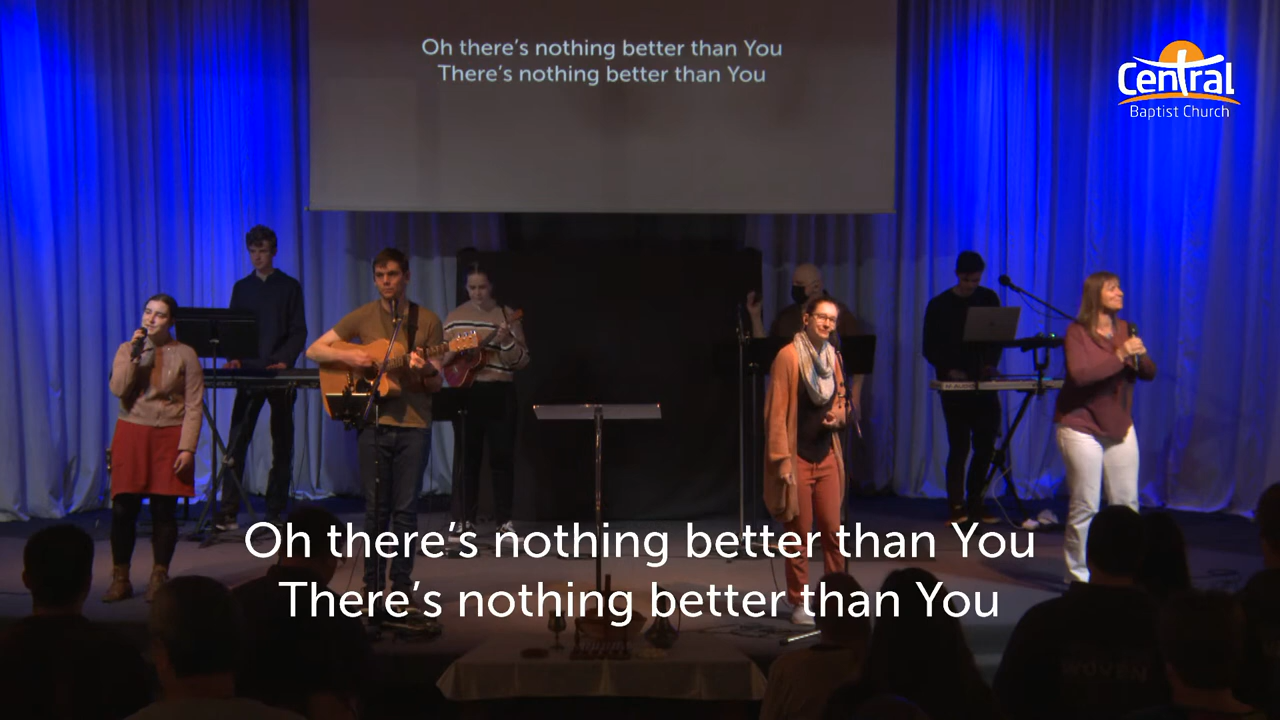 Oh there's nothing better than You
There's nothing better than You
Central
Baptist Church
Oh there's nothing better than You
There's nothing better than You